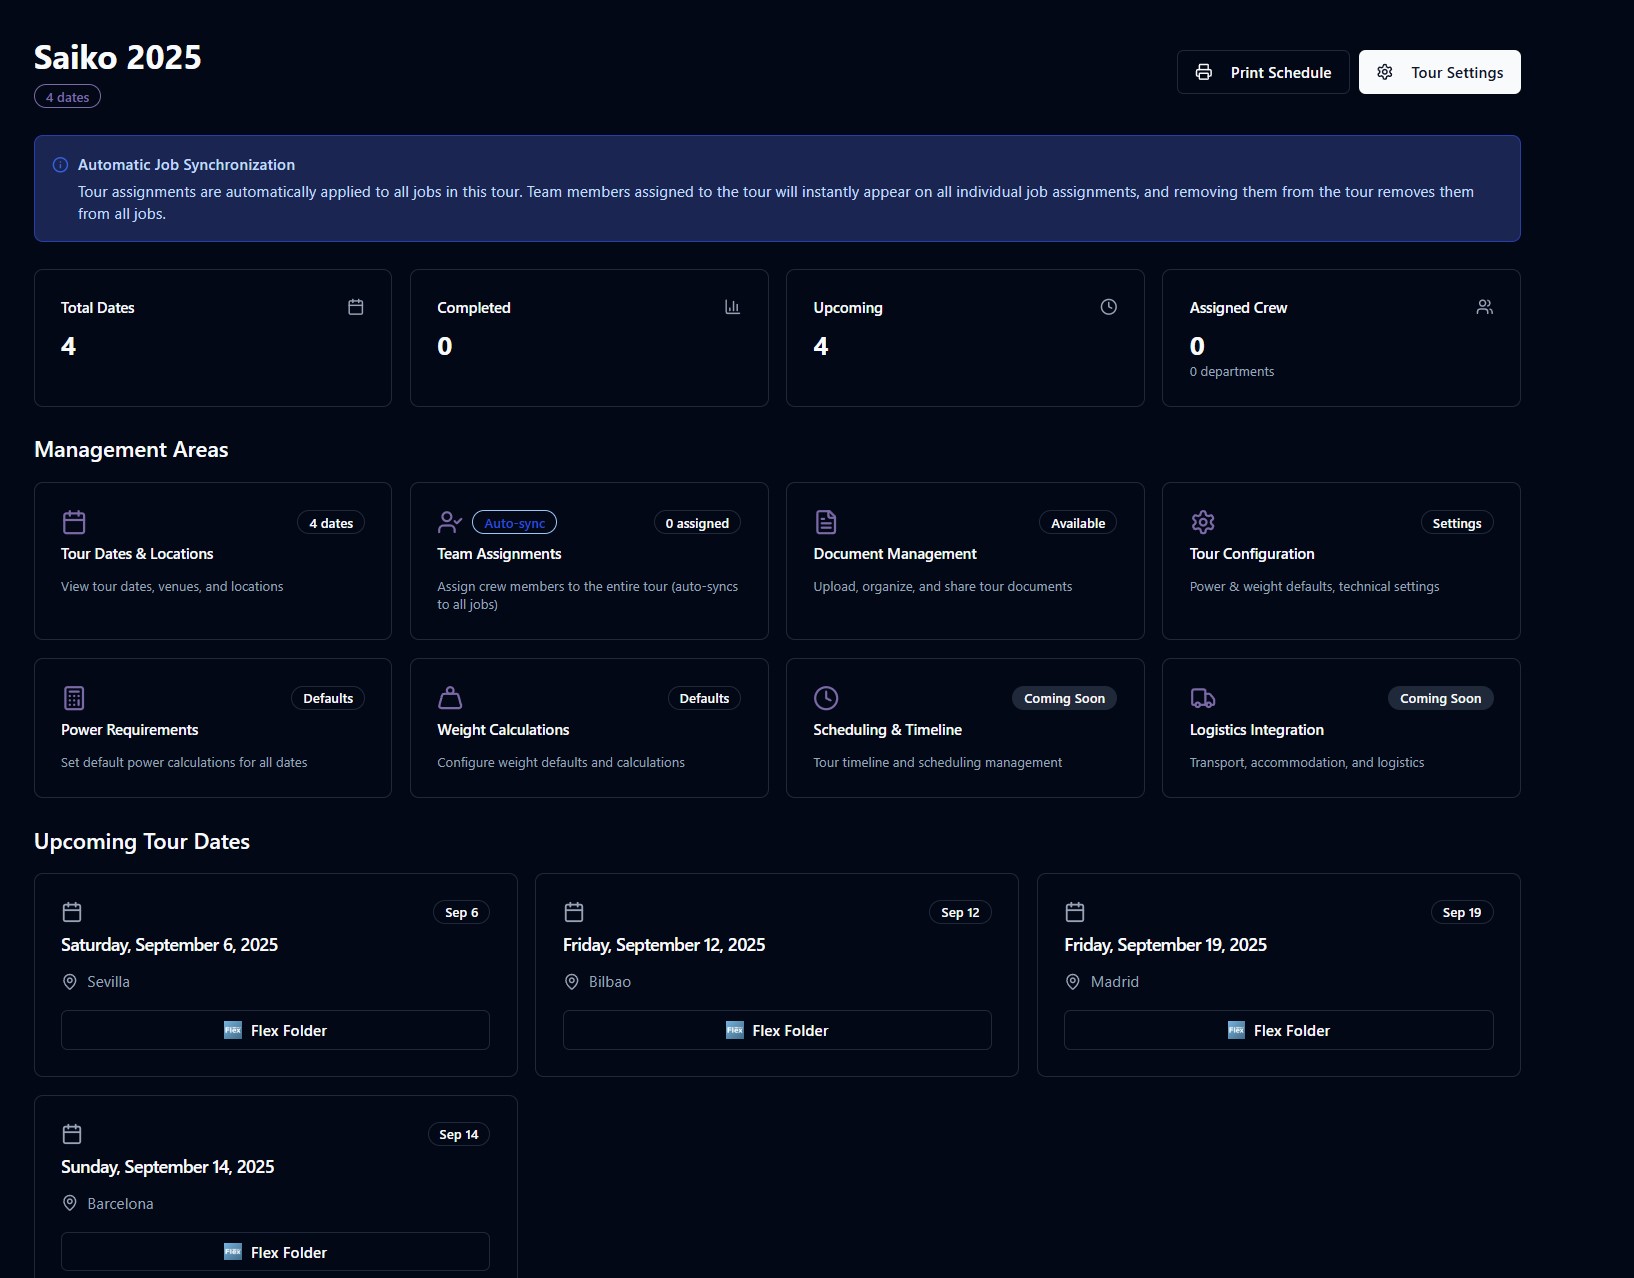 Saiko 2025
4 dates
Print Schedule
Tour Settings
Automatic Job Synchronization
Tour assignments are automatically applied to all jobs in this tour. Team members assigned to the tour will instantly appear on all individual job assignments, and removing them from the tour removes them
from all jobs.
Total Dates
4
Completed
0
Upcoming
4
Assigned Crew
0
0 departments
Management Areas
4 dates
Tour Dates & Locations
View tour dates, venues, and locations
Auto-sync
0 assigned
Team Assignments
Assign crew members to the entire tour (auto-syncs
to all jobs)
Available
Document Management
Upload, organize, and share tour documents
Settings
Tour Configuration
Power & weight defaults, technical settings
Defaults
Power Requirements
Set default power calculations for all dates
Defaults
Weight Calculations
Configure weight defaults and calculations
Coming Soon
Scheduling & Timeline
Tour timeline and scheduling management
Coming Soon
Logistics Integration
Transport, accommodation, and logistics
Upcoming Tour Dates
Sep 6
Saturday, September 6, 2025
Sevilla
Flex Flex Folder
Sep 12
Friday, September 12, 2025
Bilbao
Flex Flex Folder
Sep 19
Friday, September 19, 2025
Madrid
Flex Flex Folder
Sep 14
Sunday, September 14, 2025
Barcelona
Flex Flex Folder